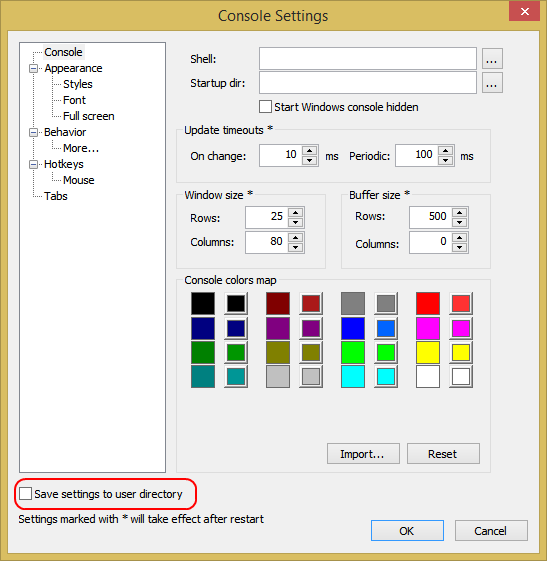 Console Settings
Console
Appearance
Styles
Font
Full screen
Behavior
More...
Hotkeys
Mouse
Tabs
Shell: ...
Startup dir: ...
Start Windows console hidden
Update timeouts *
On change: 10 ms Periodic: 100 ms
Window size *
Rows: 25
Columns: 80
Buffer size *
Rows: 500
Columns: 0
Console colors map
Import... Reset
Save settings to user directory
Settings marked with * will take effect after restart
OK Cancel